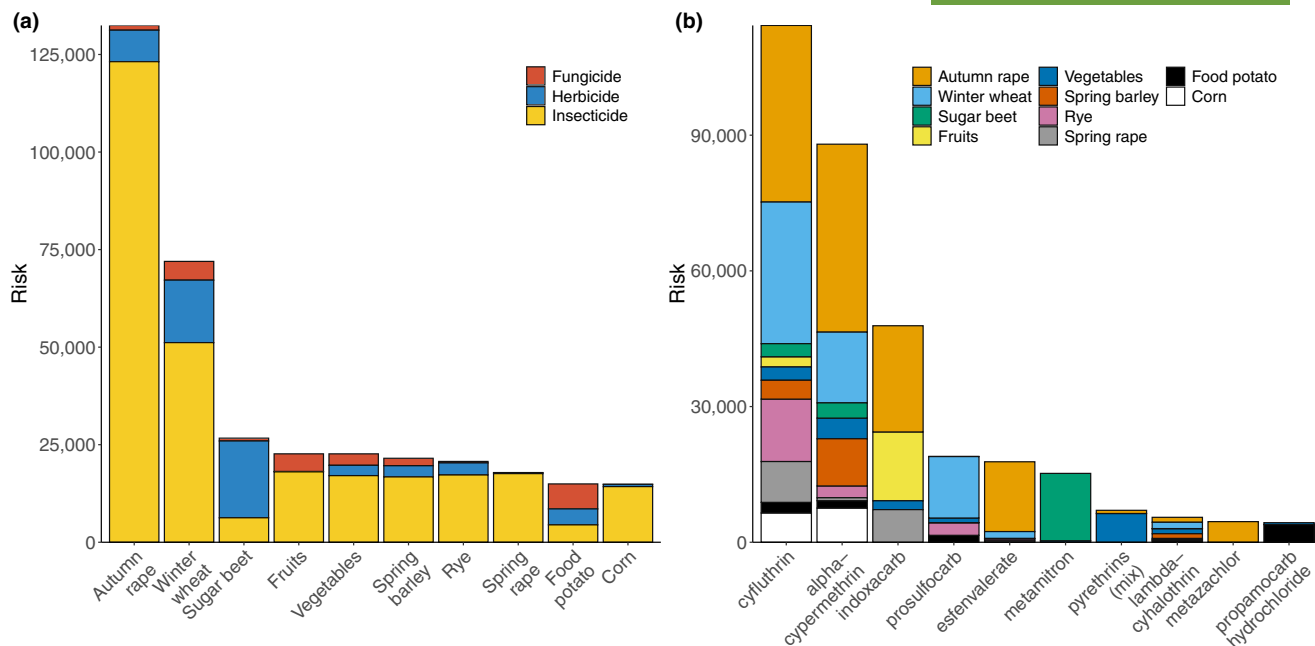 (a)
Risk
125,000
100,000
75,000
50,000
25,000
0
Fungicide
Herbicide
Insecticide
Autumn
rape
Winter
wheat
Sugar beet
Fruits
Vegetables
Spring
barley
Rye
Spring
rape
Food
potato
Corn
(b)
Risk
90,000
60,000
30,000
0
Autumn rape
Winter wheat
Sugar beet
Fruits
Vegetables
Spring barley
Rye
Spring rape
Food potato
Corn
cyfluthrin
alpha–
cypermethrin
indoxacarb
prosulfocarb
esfenvalerate
metamitron
pyrethrins
(mix)
lambda–
cyhalothrin
metazachlor
propamocarb
hydrochloride